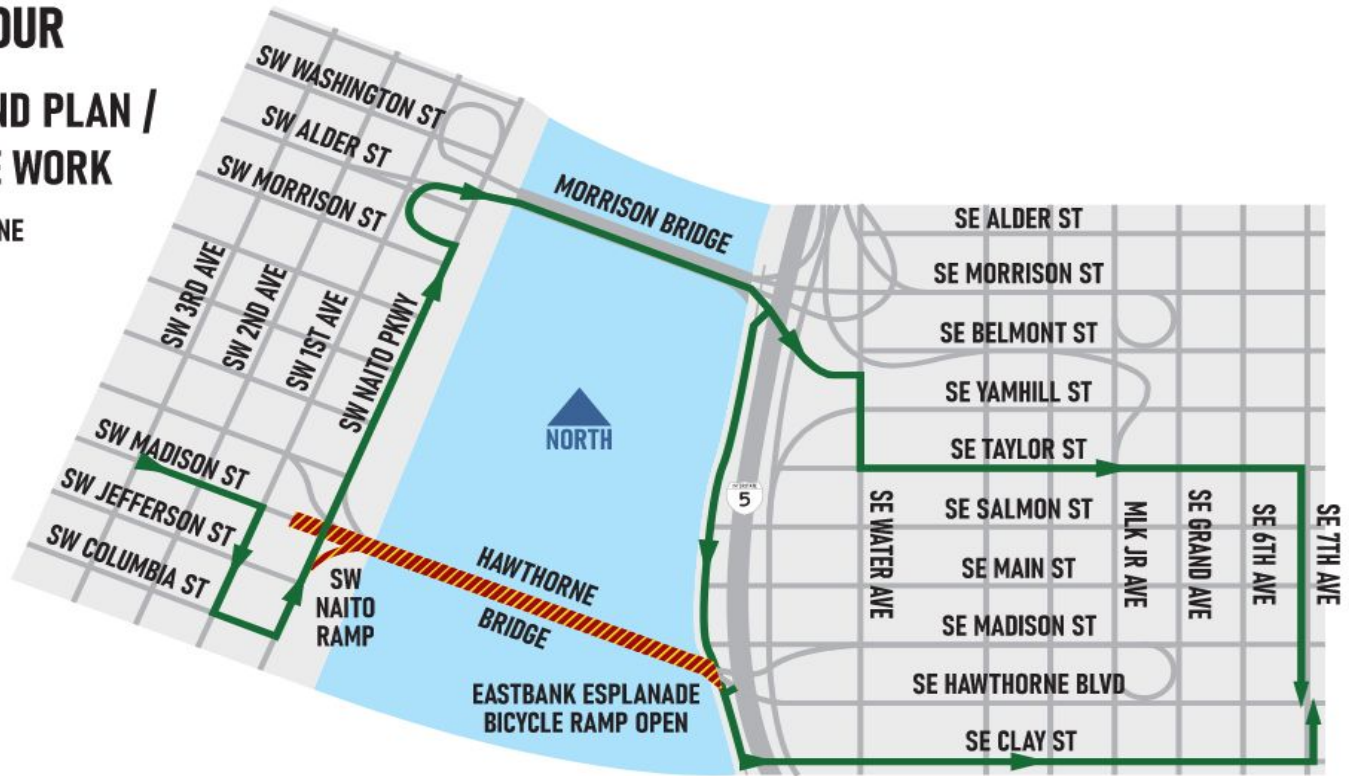 OUR
ND PLAN /
E WORK
NE
SW WASHINGTON ST
SW ALDER ST
SW MORRISON ST
SW 3RD AVE
SW 2ND AVE
SW 1ST AVE
SW NAITO PKWY
SW MADISON ST
SW JEFFERSON ST
SW COLUMBIA ST
SW
NAITO
RAMP
MORRISON BRIDGE
NORTH
HAWTHORNE
BRIDGE
EASTBANK ESPLANADE
BICYCLE RAMP OPEN
5
SE ALDER ST
SE MORRISON ST
SE BELMONT ST
SE YAMHILL ST
SE TAYLOR ST
SE SALMON ST
SE MAIN ST
SE MADISON ST
SE HAWTHORNE BLVD
SE CLAY ST
SE WATER AVE
MLK JR AVE
SE GRAND AVE
SE 6TH AVE
SE 7TH AVE